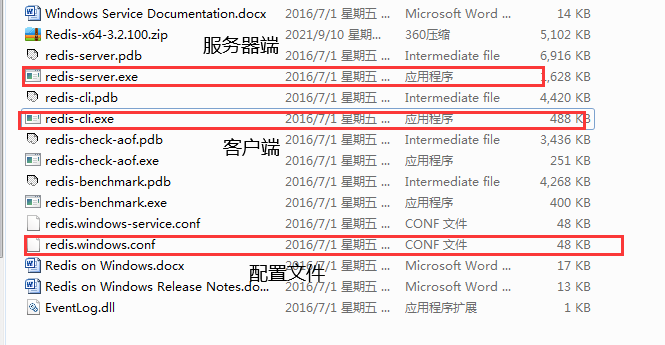 Windows Service Documentation.docx 2016/7/1 星期五 ... Microsoft Word ... 14 KB
Redis-x64-3.2.100.zip 2021/9/10 星期五 ... 360压缩 5,102 KB
服务器端
redis-server.pdb 2016/7/1 星期五 ... Intermediate file 6,916 KB
redis-server.exe 2016/7/1 星期五 ... 应用程序 1,628 KB
redis-cli.pdb 2016/7/1 星期五 ... Intermediate file 4,420 KB
redis-cli.exe 2016/7/1 星期五 ... 应用程序 488 KB
redis-check-aof.pdb 2016/7/1 星期五 ... Intermediate file 3,436 KB
客户端
redis-check-aof.exe 2016/7/1 星期五 ... 应用程序 251 KB
redis-benchmark.pdb 2016/7/1 星期五 ... Intermediate file 4,268 KB
redis-benchmark.exe 2016/7/1 星期五 ... 应用程序 400 KB
redis.windows-service.conf 2016/7/1 星期五 ... CONF 文件 48 KB
redis.windows.conf 2016/7/1 星期五 ... CONF 文件 48 KB
Redis on Windows.docx 2016/7/1 星期五 ... Microsoft Word ... 17 KB
配置文件
Redis on Windows Release Notes.do... 2016/7/1 星期五 ... Microsoft Word ... 13 KB
EventLog.dll 2016/7/1 星期五 ... 应用程序扩展 1 KB